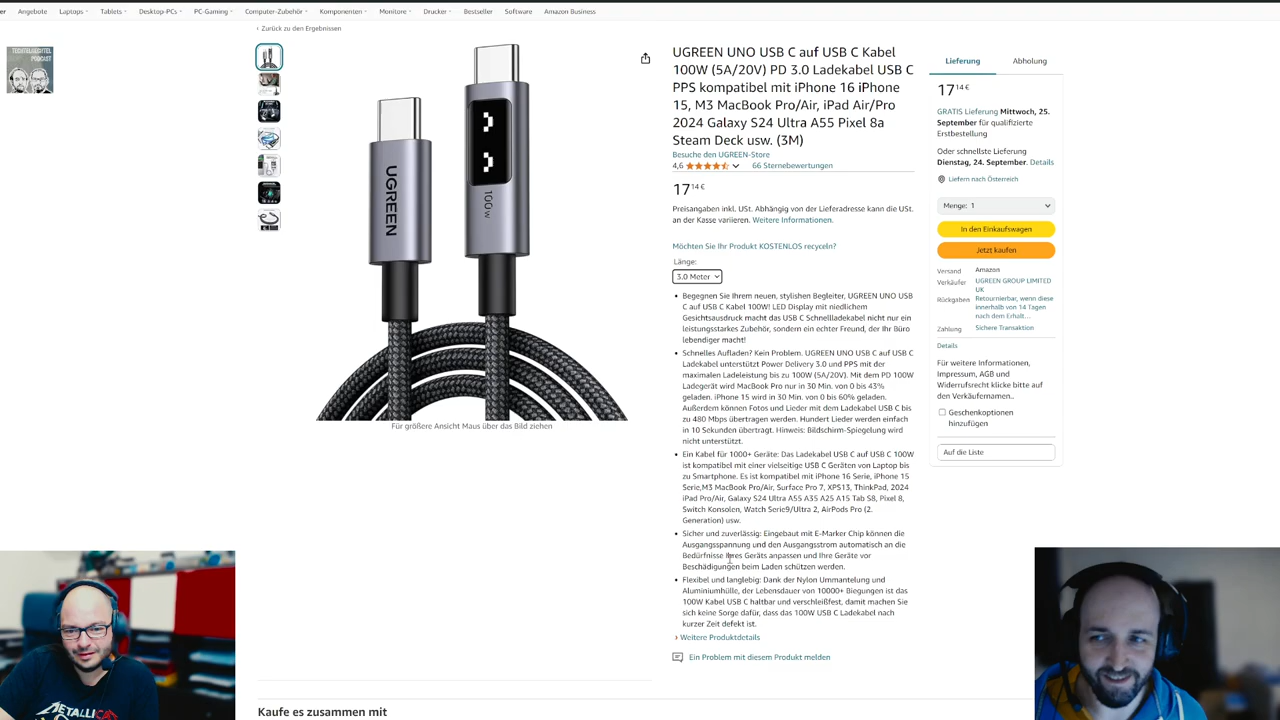 er Angebote Laptops Tablets Desktop-PCs PC-Gaming Computer-Zubehör Komponenten Monitore Drucker Bestseller Software Amazon Business
‹ Zurück zu den Ergebnissen
TECHTELMECHTEL
PODCAST
UGREEN
100W
Für größere Ansicht Maus über das Bild ziehen
UGREEN UNO USB C auf USB C Kabel
100W (5A/20V) PD 3.0 Ladekabel USB C
PPS kompatibel mit iPhone 16 iPhone
15, M3 MacBook Pro/Air, iPad Air/Pro
2024 Galaxy S24 Ultra A55 Pixel 8a
Steam Deck usw. (3M)
Besuche den UGREEN-Store
4,6 66 Sternebewertungen
17 14 €
Preisangaben inkl. USt. Abhängig von der Lieferadresse kann die USt.
an der Kasse variieren. Weitere Informationen.
Möchten Sie Ihr Produkt KOSTENLOS recyceln?
Länge:
3.0 Meter
• Begegnen Sie Ihrem neuen, stylishen Begleiter, UGREEN UNO USB
C auf USB C Kabel 100W! LED Display mit niedlichem
Gesichtsausdruck macht das USB C Schnellladekabel nicht nur ein
leistungsstarkes Zubehör, sondern ein echter Freund, der Ihr Büro
lebendiger macht!
• Schnelles Aufladen? Kein Problem. UGREEN UNO USB C auf USB C
Ladekabel unterstützt Power Delivery 3.0 und PPS mit der
maximalen Ladeleistung bis zu 100W (5A/20V). Mit dem PD 100W
Ladegerät wird MacBook Pro nur in 30 Min. von 0 bis 43%
geladen. iPhone 15 wird in 30 Min. von 0 bis 60% geladen.
Außerdem können Fotos und Lieder mit dem Ladekabel USB C bis
zu 480 Mbps übertragen werden. Hundert Lieder werden einfach
in 10 Sekunden übertragt. Hinweis: Bildschirm-Spiegelung wird
nicht unterstützt.
• Ein Kabel für 1000+ Geräte: Das Ladekabel USB C auf USB C 100W
ist kompatibel mit einer vielseitige USB C Geräten von Laptop bis
zu Smartphone. Es ist kompatibel mit iPhone 16 Serie, iPhone 15
Serie,M3 MacBook Pro/Air, Surface Pro 7, XPS13, ThinkPad, 2024
iPad Pro/Air, Galaxy S24 Ultra A55 A35 A25 A15 Tab S8, Pixel 8,
Switch Konsolen, Watch Serie9/Ultra 2, AirPods Pro (2.
Generation) usw.
• Sicher und zuverlässig: Eingebaut mit E-Marker Chip können die
Ausgangsspannung und den Ausgangsstrom automatisch an die
Bedürfnisse Ihres Geräts anpassen und Ihre Geräte vor
Beschädigungen beim Laden schützen werden.
• Flexibel und langlebig: Dank der Nylon Ummantelung und
Aluminiumhülle, der Lebensdauer von 10000+ Biegungen ist das
100W Kabel USB C haltbar und verschleißfest, damit machen Sie
sich keine Sorge dafür, dass das 100W USB C Ladekabel nach
kurzer Zeit defekt ist.
› Weitere Produktdetails
Ein Problem mit diesem Produkt melden
Lieferung Abholung
17 14 €
GRATIS Lieferung Mittwoch, 25.
September für qualifizierte
Erstbestellung
Oder schnellste Lieferung
Dienstag, 24. September. Details
Liefern nach Österreich
Menge: 1
In den Einkaufswagen
Jetzt kaufen
Versand Amazon
Verkäufer UGREEN GROUP LIMITED
UK
Rückgaben Retournierbar, wenn diese
innerhalb von 14 Tagen
nach dem Erhalt...
Zahlung Sichere Transaktion
Details
Für weitere Informationen,
Impressum, AGB und
Widerrufsrecht klicke bitte auf
den Verkäufernamen..
Geschenkoptionen
hinzufügen
Auf die Liste
Kaufe es zusammen mit
METALLICA